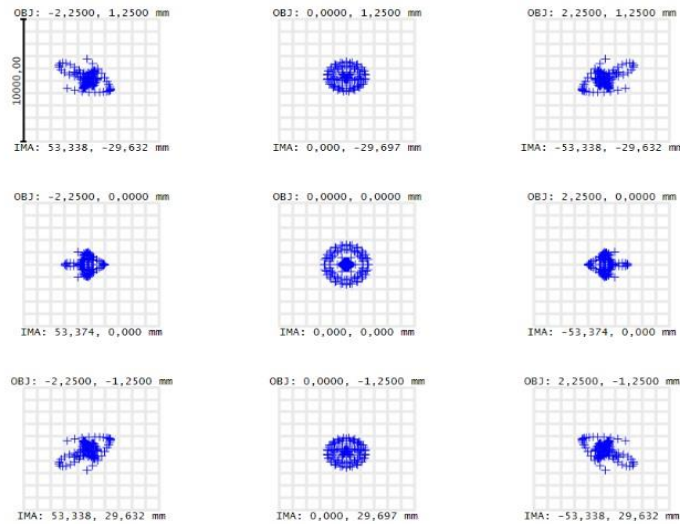 OBJ: -2,2500, 1,2500 mm
OBJ: 0,0000, 1,2500 mm
OBJ: 2,2500, 1,2500 mm
10000,00
IMA: 53,338, -29,632 mm
IMA: 0,000, -29,697 mm
IMA: -53,338, -29,632 mm
OBJ: -2,2500, 0,0000 mm
OBJ: 0,0000, 0,0000 mm
OBJ: 2,2500, 0,0000 mm
IMA: 53,374, 0,000 mm
IMA: 0,000, 0,000 mm
IMA: -53,374, 0,000 mm
OBJ: -2,2500, -1,2500 mm
OBJ: 0,0000, -1,2500 mm
OBJ: 2,2500, -1,2500 mm
IMA: 53,338, 29,632 mm
IMA: 0,000, 29,697 mm
IMA: -53,338, 29,632 mm